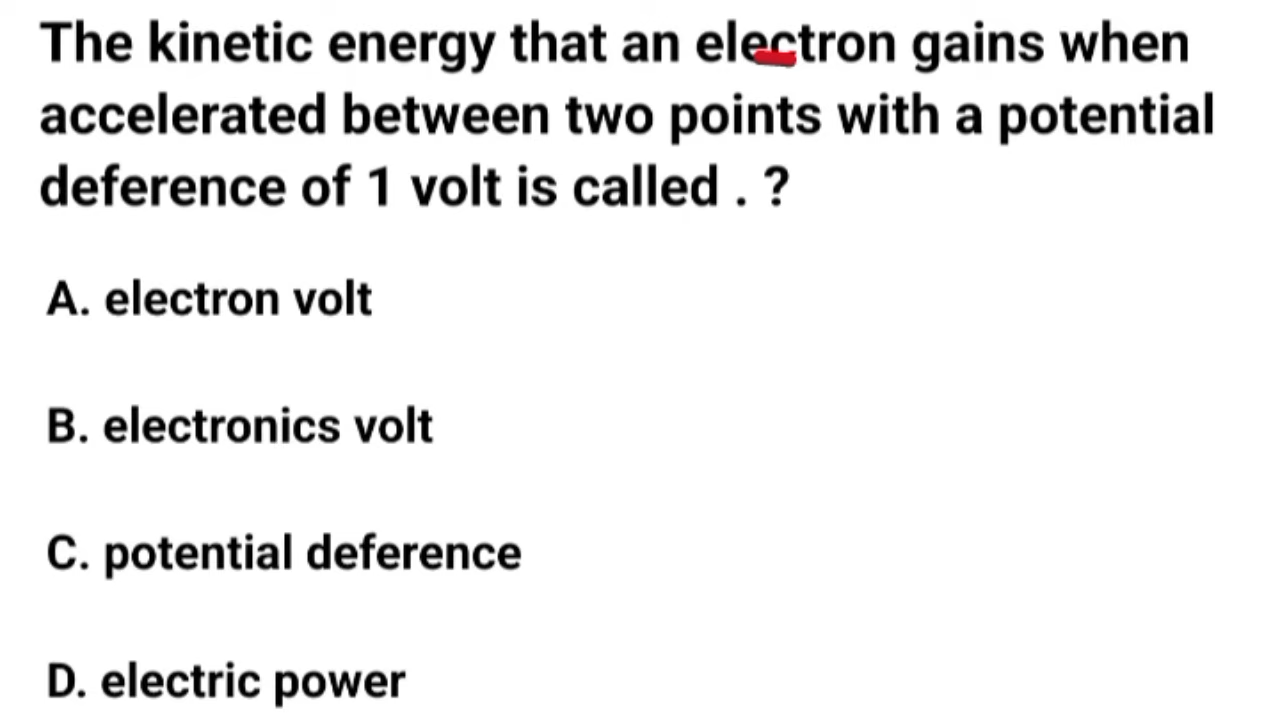 The kinetic energy that an electron gains when
accelerated between two points with a potential
deference of 1 volt is called . ?
A. electron volt
B. electronics volt
C. potential deference
D. electric power